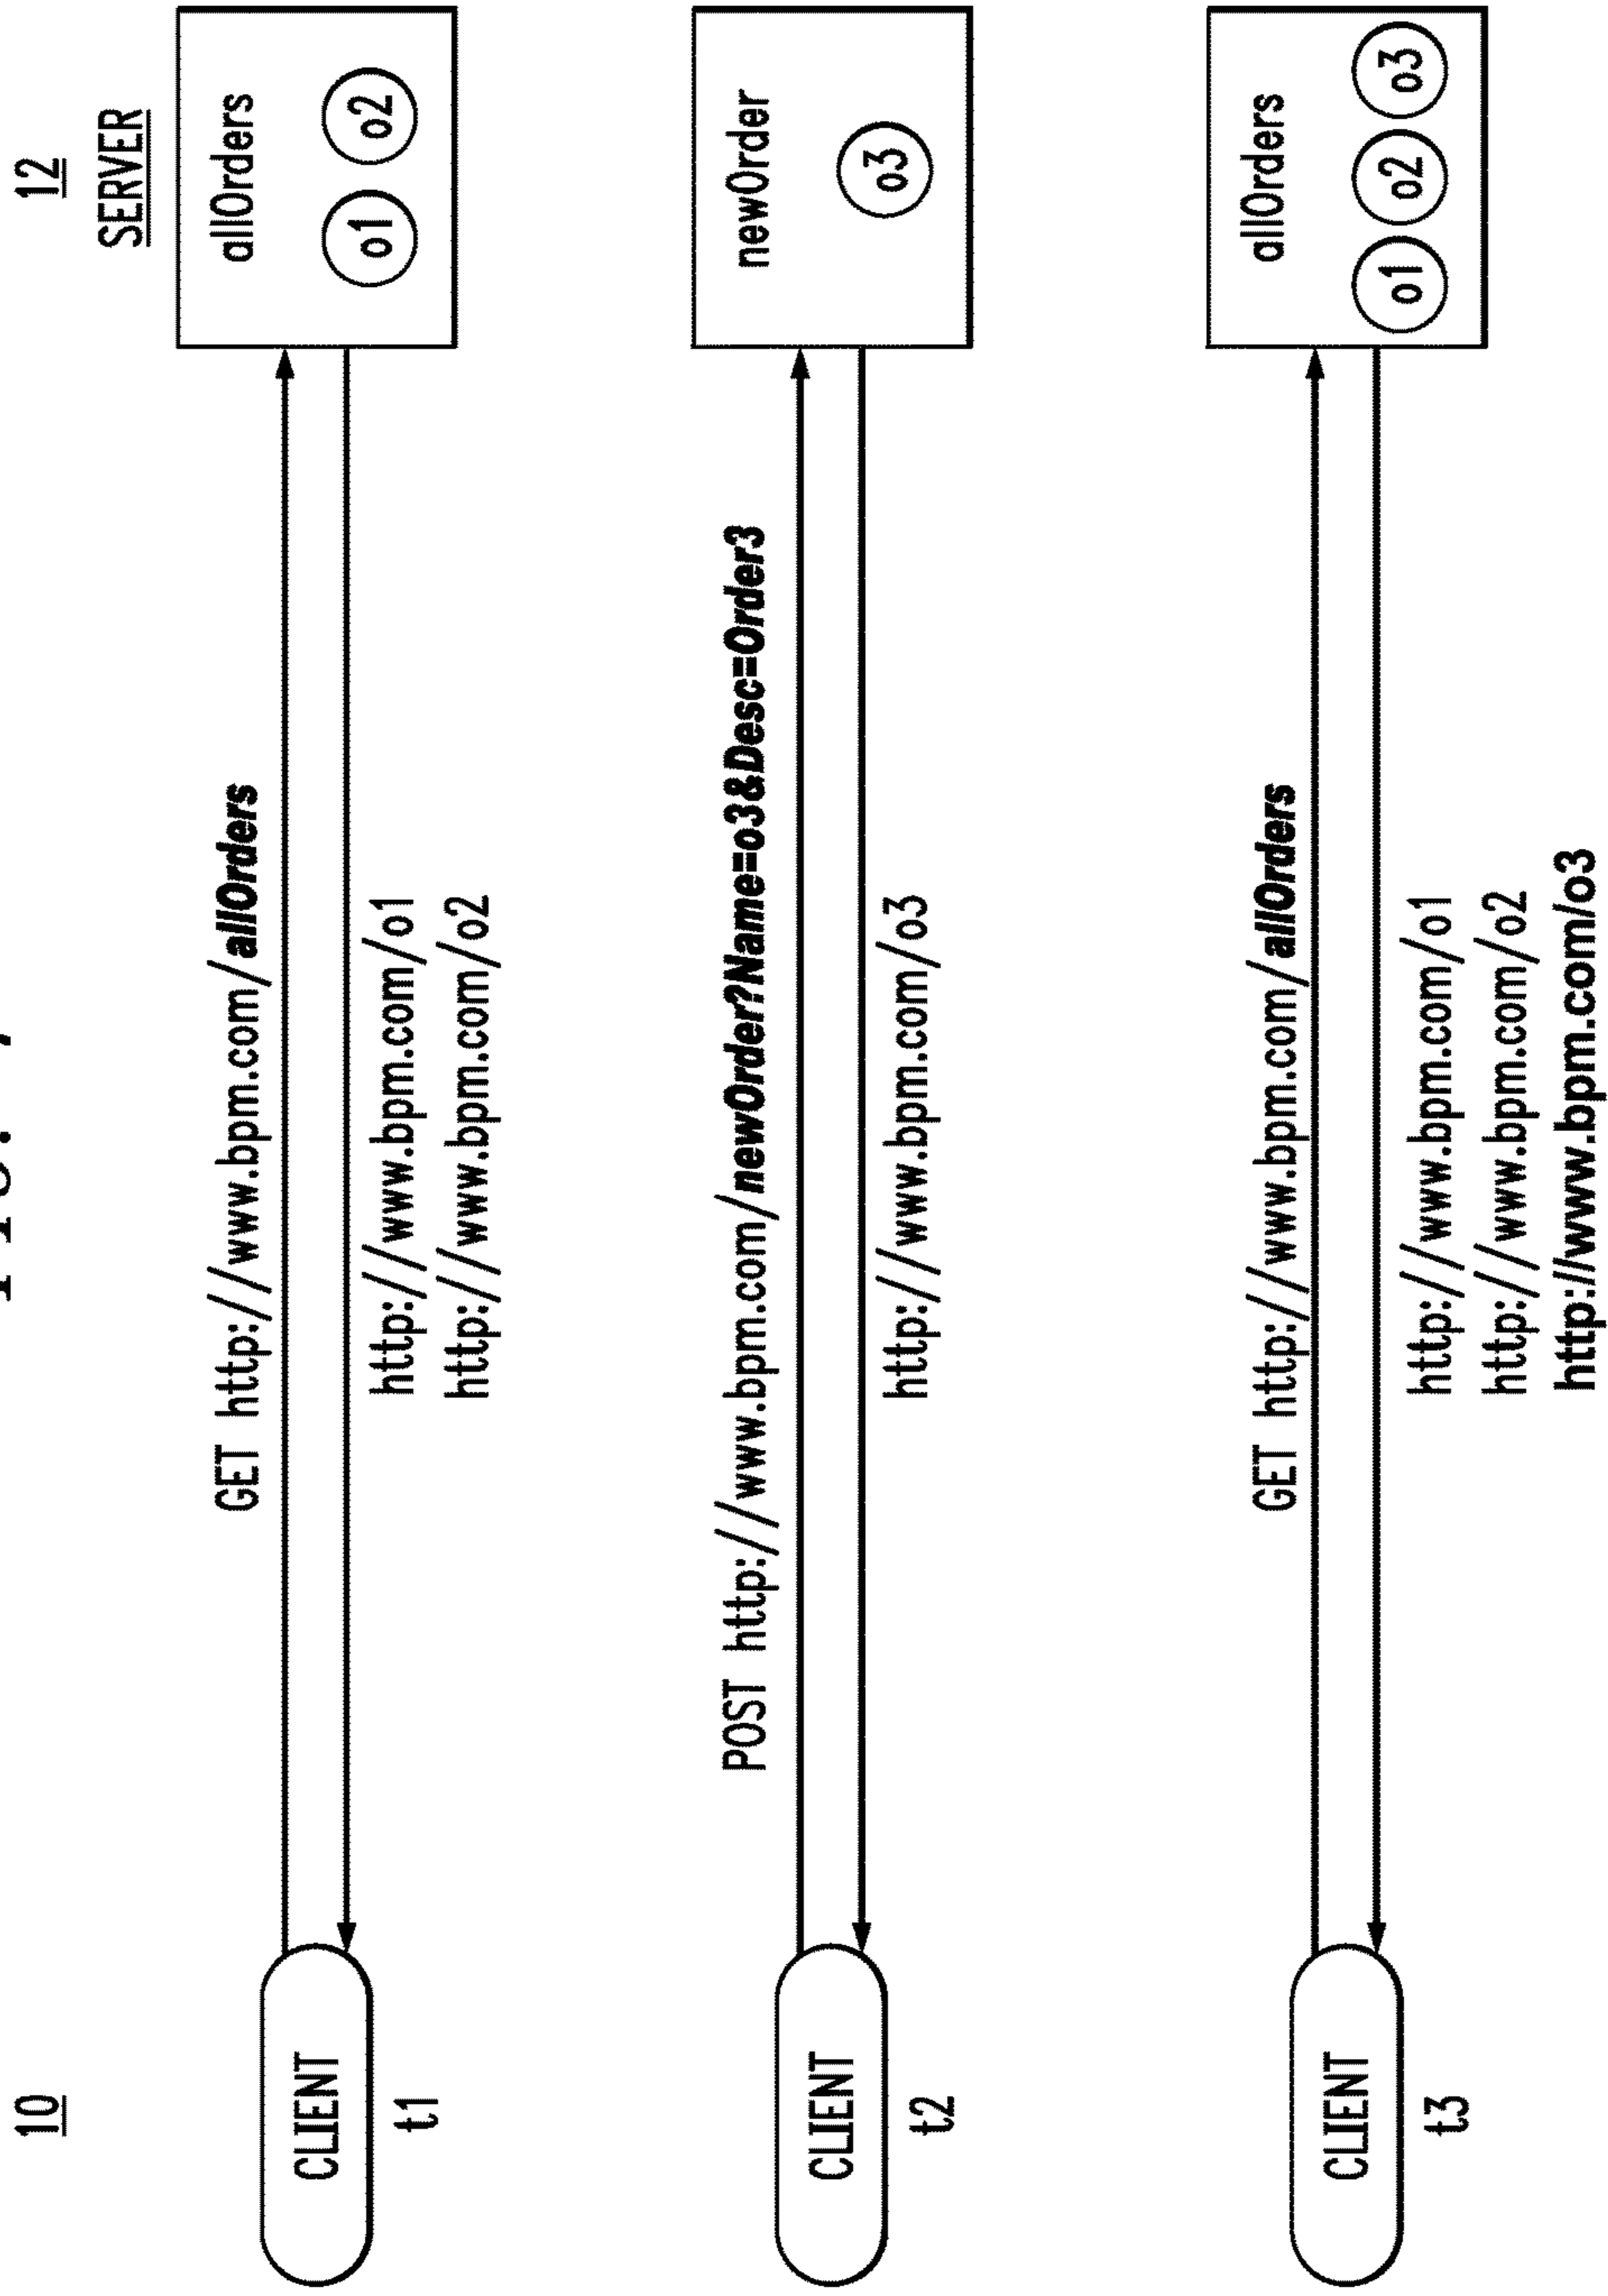 10
12
SERVER
CLIENT
t1
GET http://www.bpm.com/allOrders
http://www.bpm.com/o1
http://www.bpm.com/o2
allOrders
o1 o2
CLIENT
t2
POST http://www.bpm.com/newOrder?Name=o3&Desc=Order3
http://www.bpm.com/o3
newOrder
o3
CLIENT
t3
GET http://www.bpm.com/allOrders
http://www.bpm.com/o1
http://www.bpm.com/o2
http://www.bpm.com/o3
allOrders
o1 o2 o3